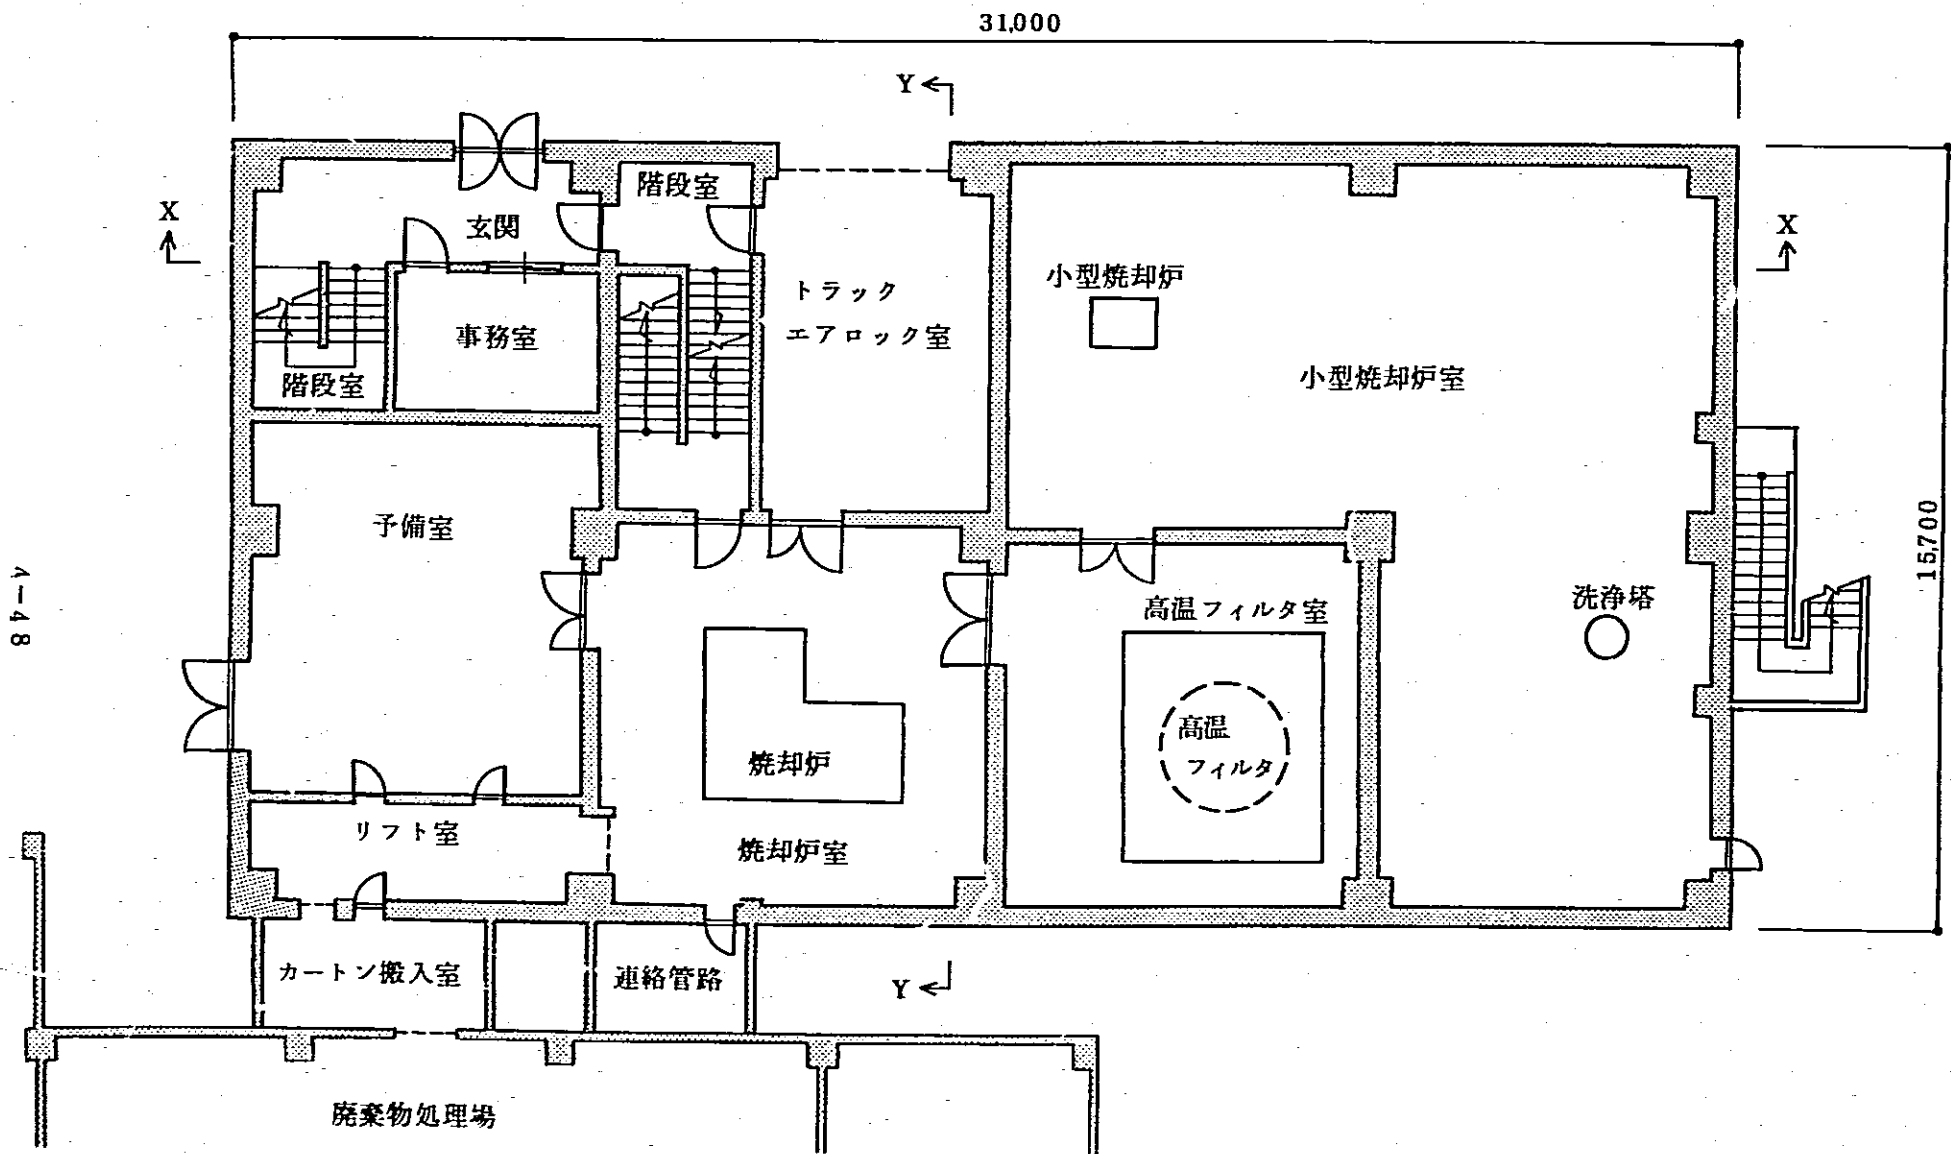 31,000
Y
階段室
X
玄関
X
小型焼却炉
トラック
エアロック室
事務室
小型焼却炉室
階段室
予備室
15,700
洗浄塔
高温フィルタ室
A-48
高温
フィルタ
焼却炉
リフト室
焼却炉室
カートン搬入室
連絡管路
Y
廃棄物処理場